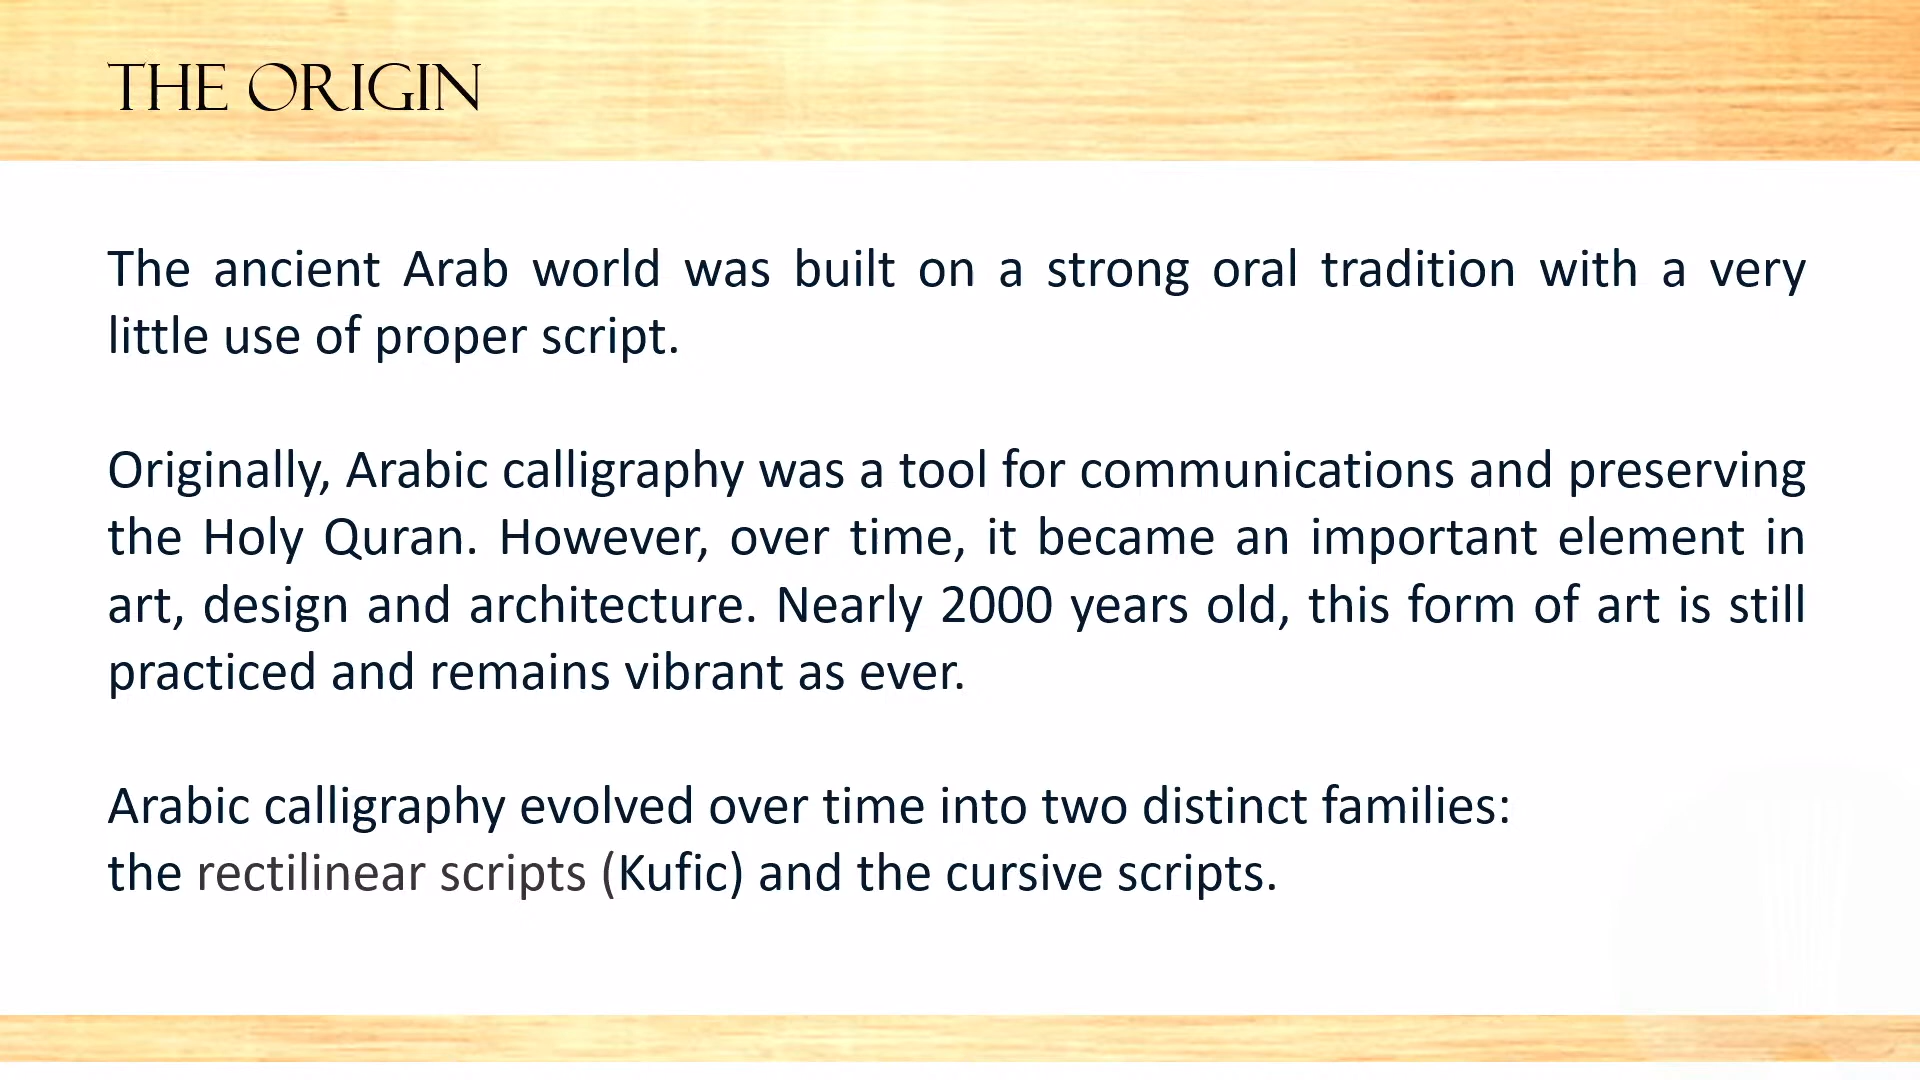 THE ORIGIN
The ancient Arab world was built on a strong oral tradition with a very
little use of proper script.
Originally, Arabic calligraphy was a tool for communications and preserving
the Holy Quran. However, over time, it became an important element in
art, design and architecture. Nearly 2000 years old, this form of art is still
practiced and remains vibrant as ever.
Arabic calligraphy evolved over time into two distinct families:
the rectilinear scripts (Kufic) and the cursive scripts.